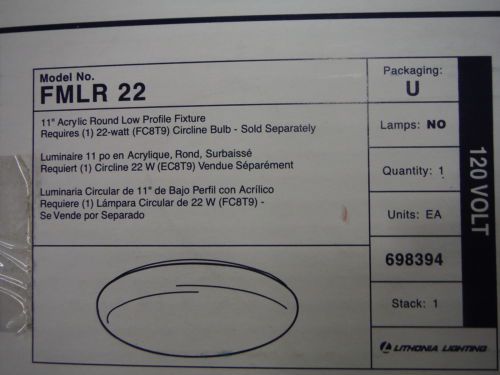 Model No.
FMLR 22
11" Acrylic Round Low Profile Fixture
Requires (1) 22-watt (FC8T9) Circline Bulb - Sold Separately
Luminaire 11 po en Acrylique, Rond, Surbaissé
Requiert (1) Circline 22 W (EC8T9) Vendue Séparément
Luminaria Circular de 11" de Bajo Perfil con Acrílico
Requiere (1) Lámpara Circular de 22 W (FC8T9) -
Se Vende por Separado
Packaging:
U
Lamps: NO
Quantity: 1
Units: EA
698394
Stack: 1
LITHONIA LIGHTING
120 VOLT